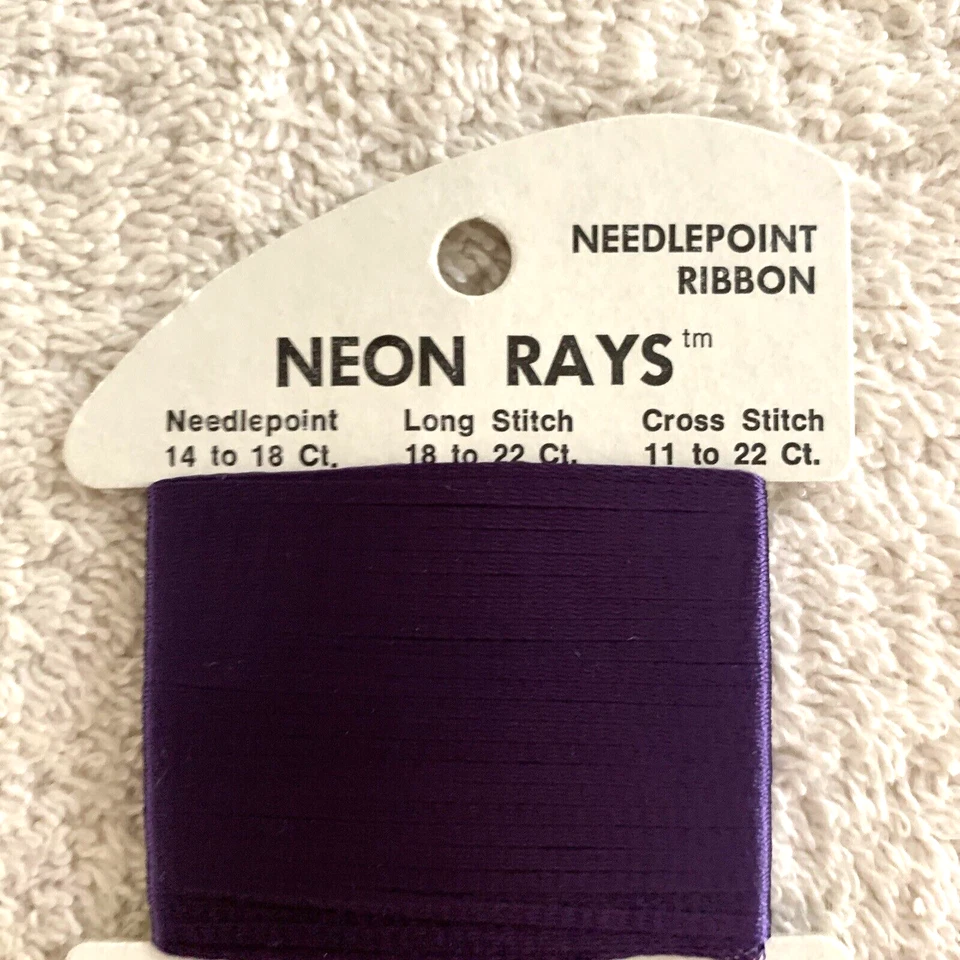 NEEDLEPOINT
RIBBON
NEON RAYS tm
Needlepoint Long Stitch Cross Stitch
14 to 18 Ct. 18 to 22 Ct. 11 to 22 Ct.